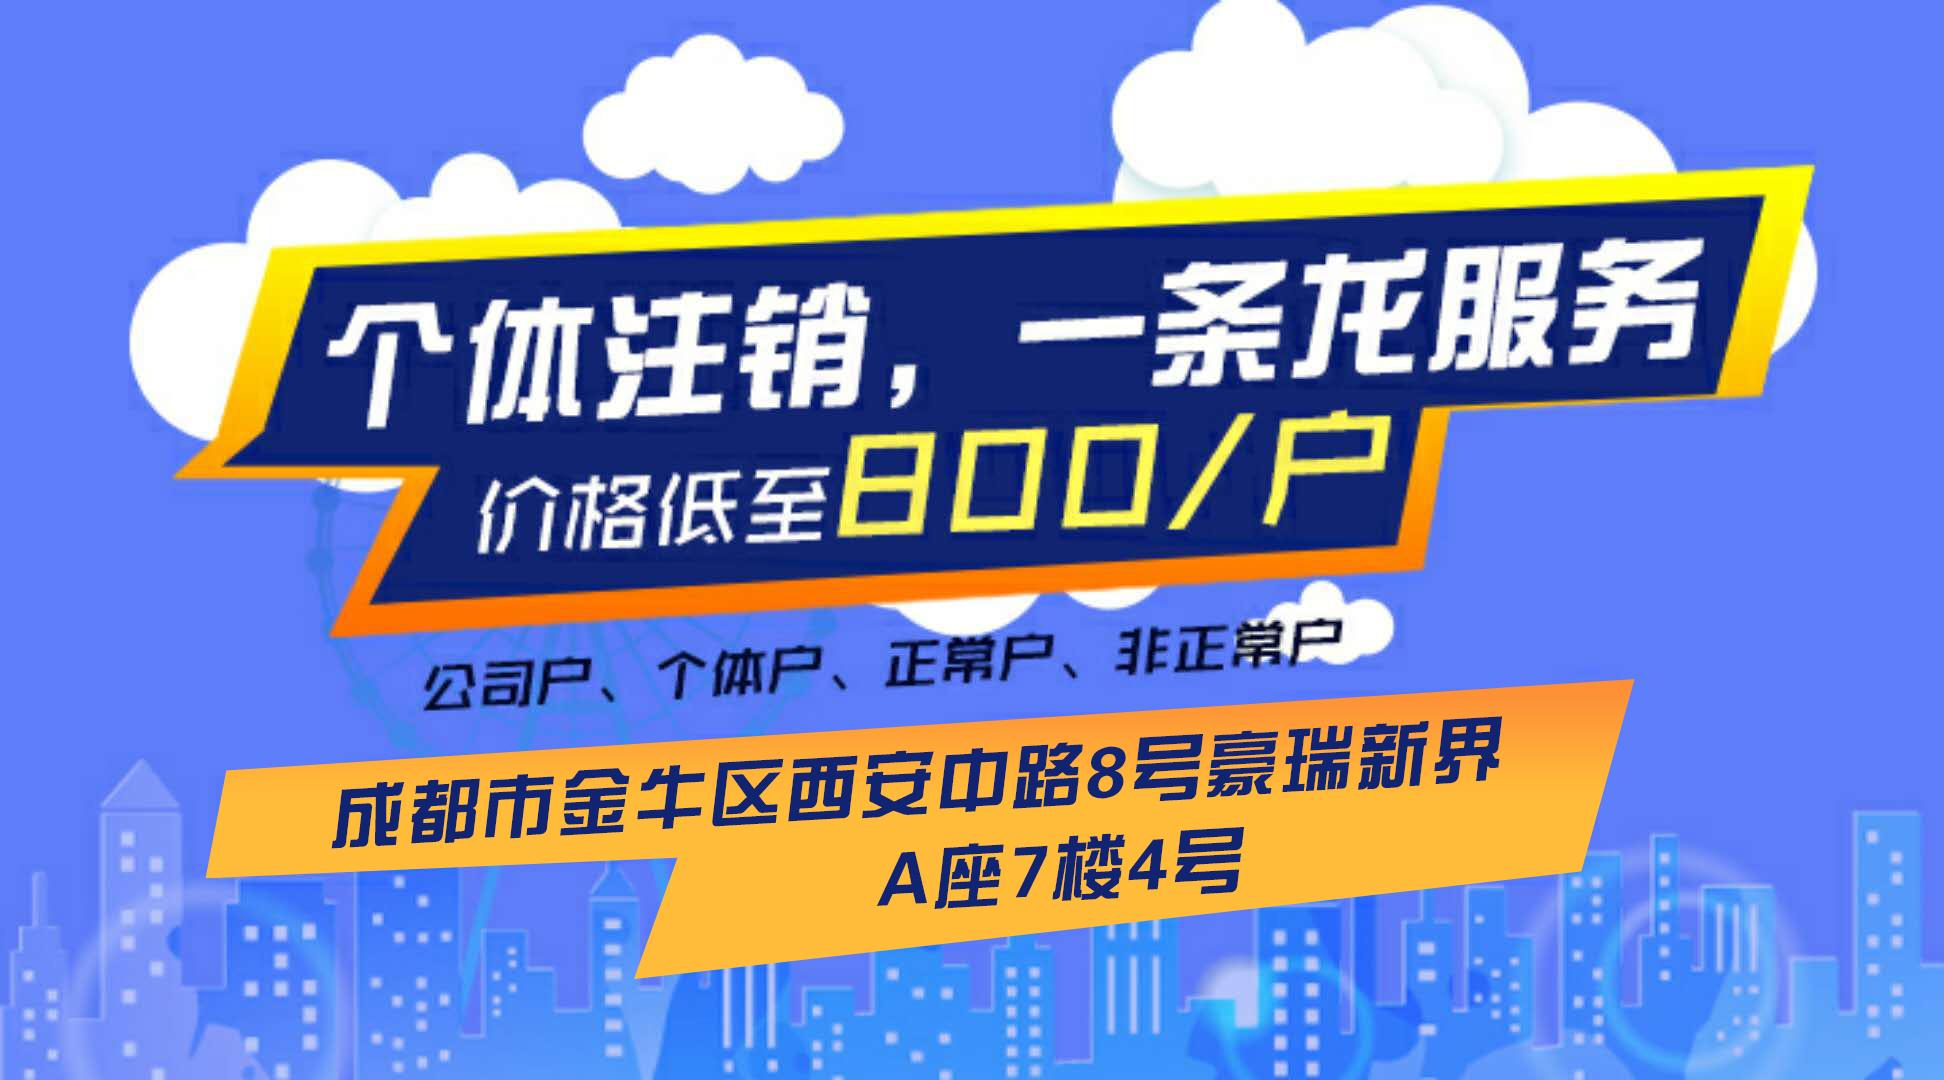 个体注销，一条龙服务
价格低至800/户
公司户、个体户、正常户、非正常户
成都市金牛区西安中路8号豪瑞新界
A座7楼4号